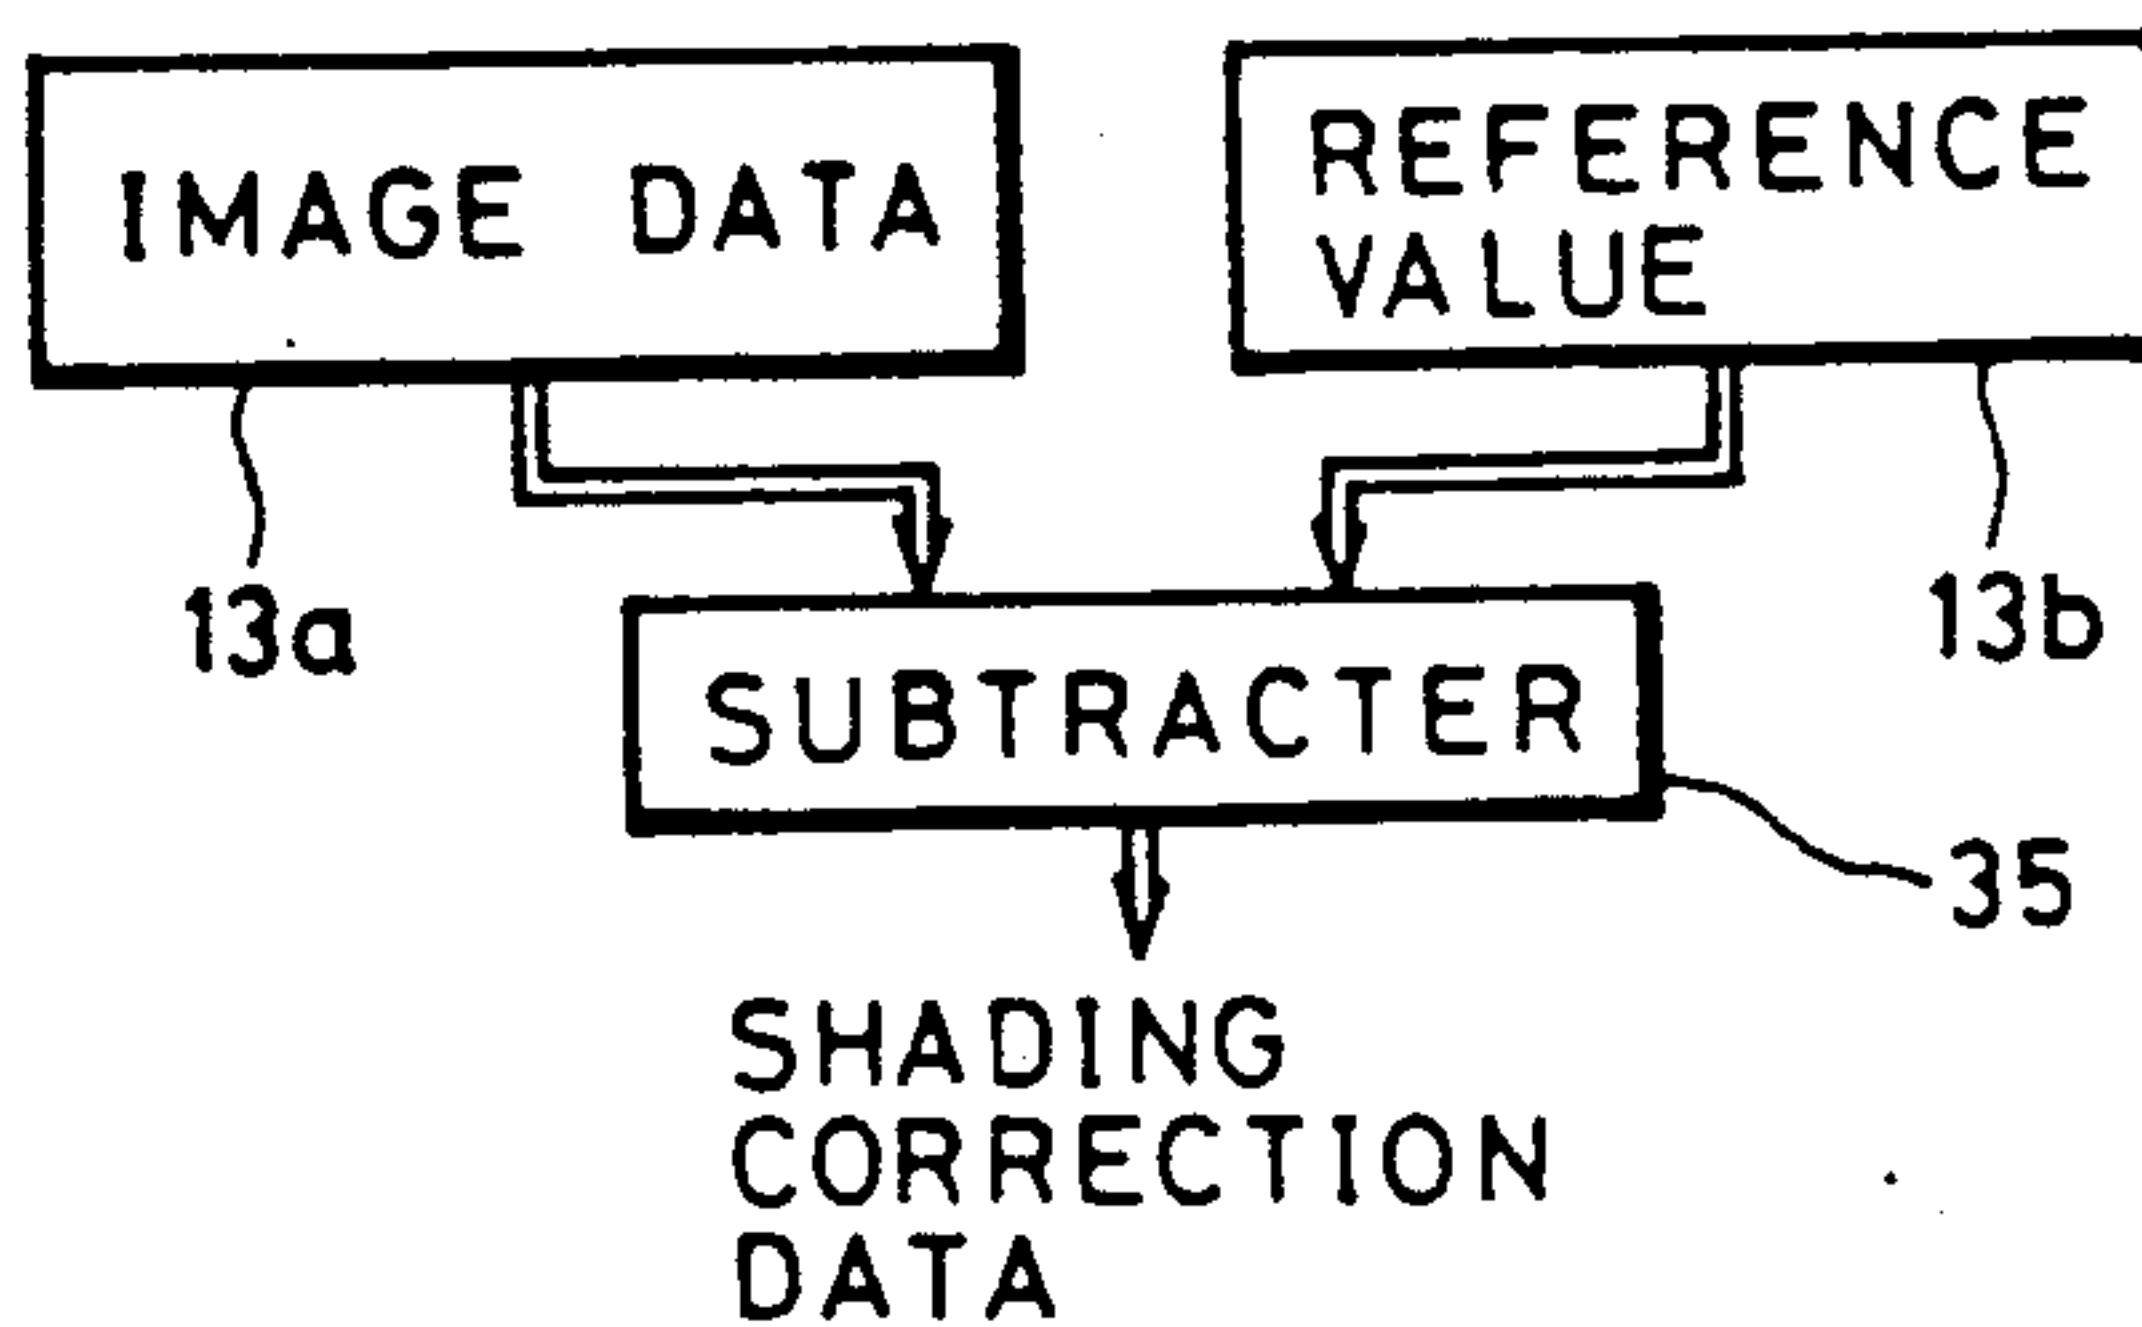 IMAGE DATA
REFERENCE
VALUE
13a
13b
SUBTRACTER
35
SHADING
CORRECTION
DATA